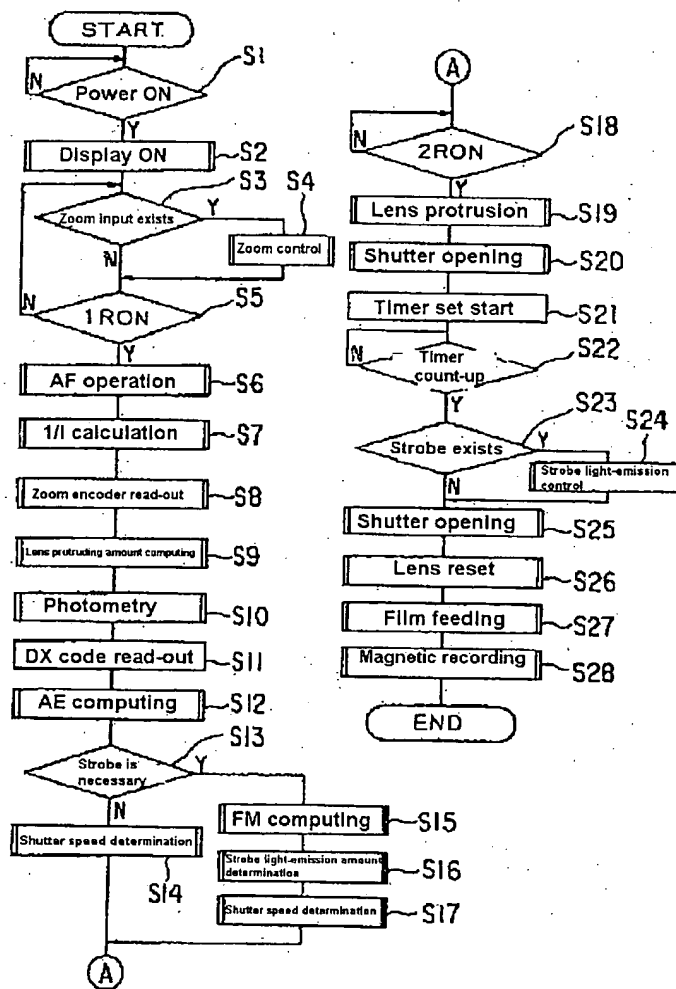 START
S1
N
Power ON
Y
Display ON
S2
S3
S4
Zoom input exists
Y
Zoom control
N
N
S5
1RON
Y
AF operation
S6
1/l calculation
S7
Zoom encoder read-out
S8
Lens protruding amount computing
S9
Photometry
S10
DX code read-out
S11
AE computing
S12
S13
Strobe is
necessary
Y
N
Shutter speed determination
S14
FM computing
S15
Strobe light-emission amount
determination
S16
Shutter speed determination
S17
A
A
S18
N
2RON
Y
Lens protrusion
S19
Shutter opening
S20
Timer set start
S21
S22
N
Timer
count-up
Y
S23
S24
Strobe exists
Y
Strobe light-emission
control
N
Shutter opening
S25
Lens reset
S26
Film feeding
S27
Magnetic recording
S28
END